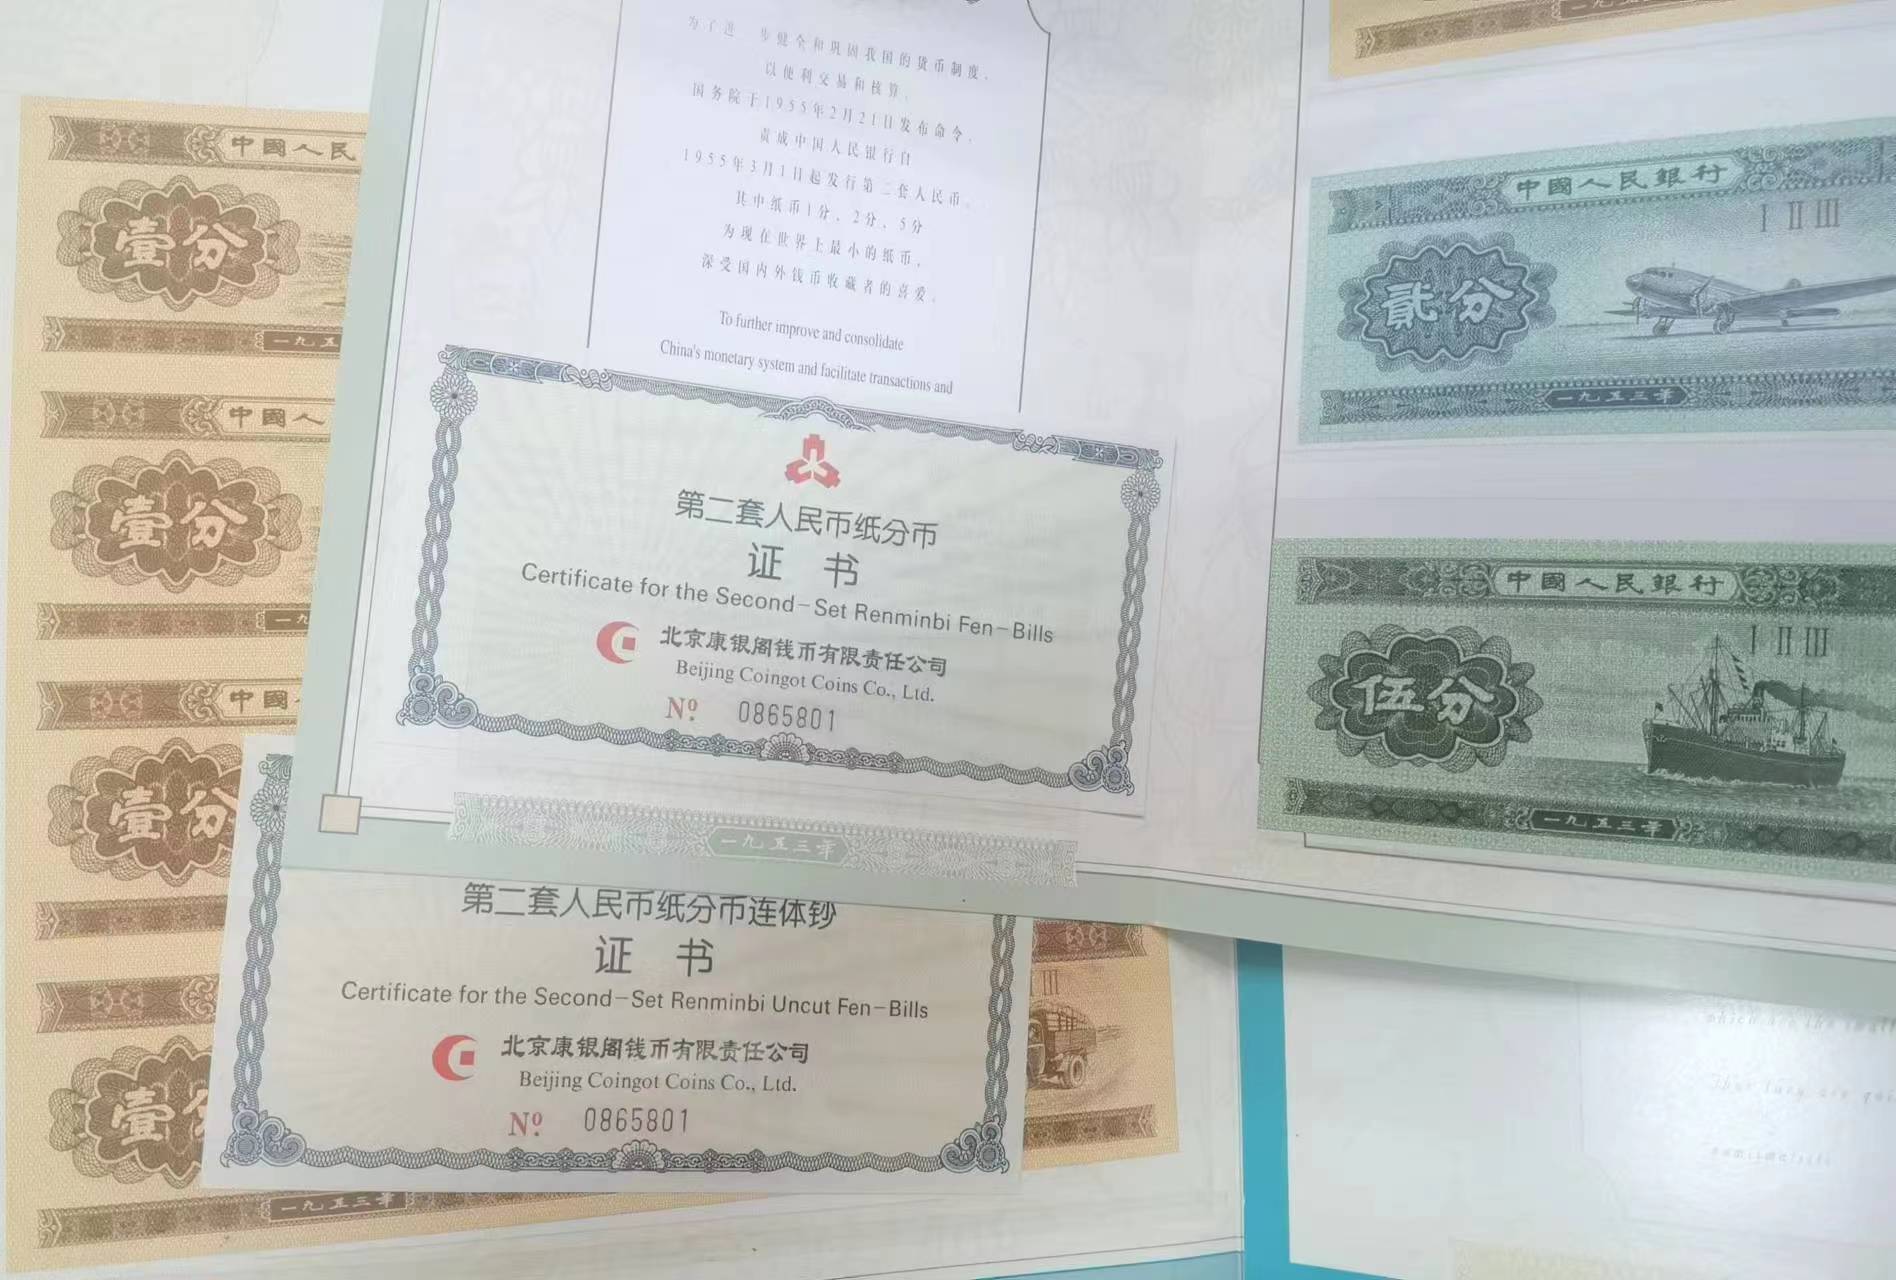 为了进一步健全和巩固我国的货币制度，
以便利交易和核算，
国务院于1955年2月21日发布命令，
责成中国人民银行自
1955年3月1日起发行第二套人民币。
其中纸币1分、2分、5分
为现在世界上最小的纸币，
深受国内外钱币收藏者的喜爱。
To further improve and consolidate
China's monetary system and facilitate transactions and
第二套人民币纸分币
证 书
Certificate for the Second-Set Renminbi Fen-Bills
北京康银阁钱币有限责任公司
Beijing Coingot Coins Co., Ltd.
Nº 0865801
一九五三年
第二套人民币纸分币连体钞
证 书
Certificate for the Second-Set Renminbi Uncut Fen-Bills
北京康银阁钱币有限责任公司
Beijing Coingot Coins Co., Ltd.
Nº 0865801
中國人民
壹分
一九五
中國人
壹分
一九
中國人
壹分
壹分
一九五三年
III
中國人民銀行
I II III
貳分
一九五三年
中國人民銀行
I II III
伍分
一九五三年
which are the small